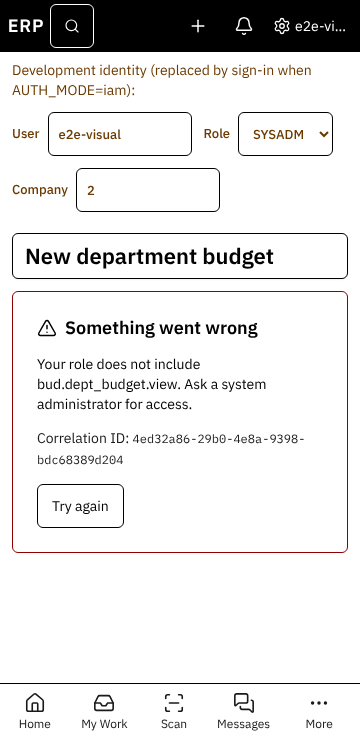 ERP
e2e-vi...
Development identity (replaced by sign-in when
AUTH_MODE=iam):
User
e2e-visual
Role
SYSADM
Company
2
New department budget
Something went wrong
Your role does not include
bud.dept_budget.view. Ask a system
administrator for access.
Correlation ID: 4ed32a86-29b0-4e8a-9398-
bdc68389d204
Try again
Home
My Work
Scan
Messages
More